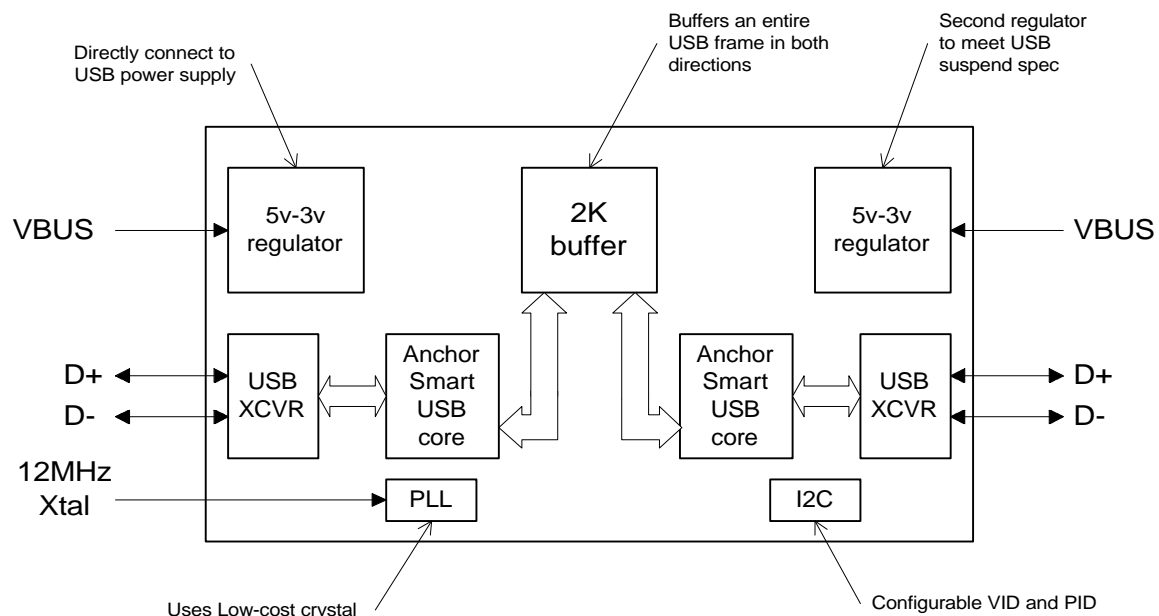 Directly connect to
USB power supply
Buffers an entire
USB frame in both
directions
Second regulator
to meet USB
suspend spec
VBUS
5v-3v
regulator
2K
buffer
5v-3v
regulator
VBUS
D+
D-
USB
XCVR
Anchor
Smart
USB
core
Anchor
Smart
USB
core
USB
XCVR
D+
D-
12MHz
Xtal
PLL
I2C
Uses Low-cost crystal
Configurable VID and PID